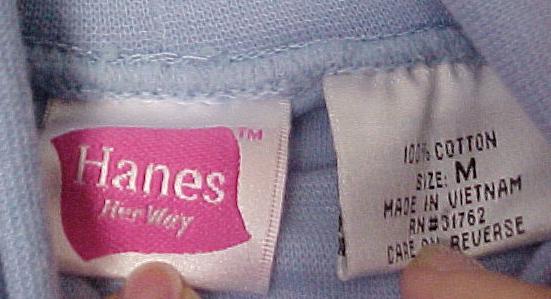 Hanes
Her Way
TM
100% COTTON
SIZE: M
MADE IN VIETNAM
RN#31762
CARE ON REVERSE